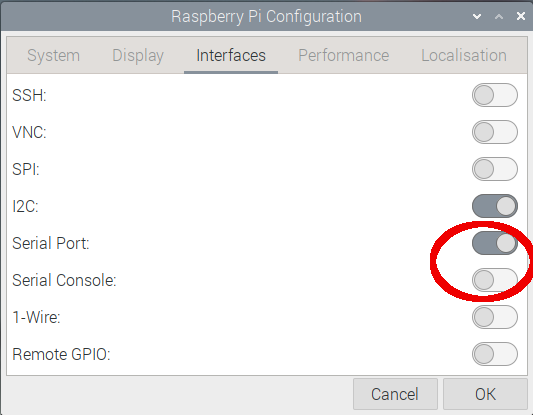 Raspberry Pi Configuration
System Display Interfaces Performance Localisation
SSH:
VNC:
SPI:
I2C:
Serial Port:
Serial Console:
1-Wire:
Remote GPIO:
Cancel OK